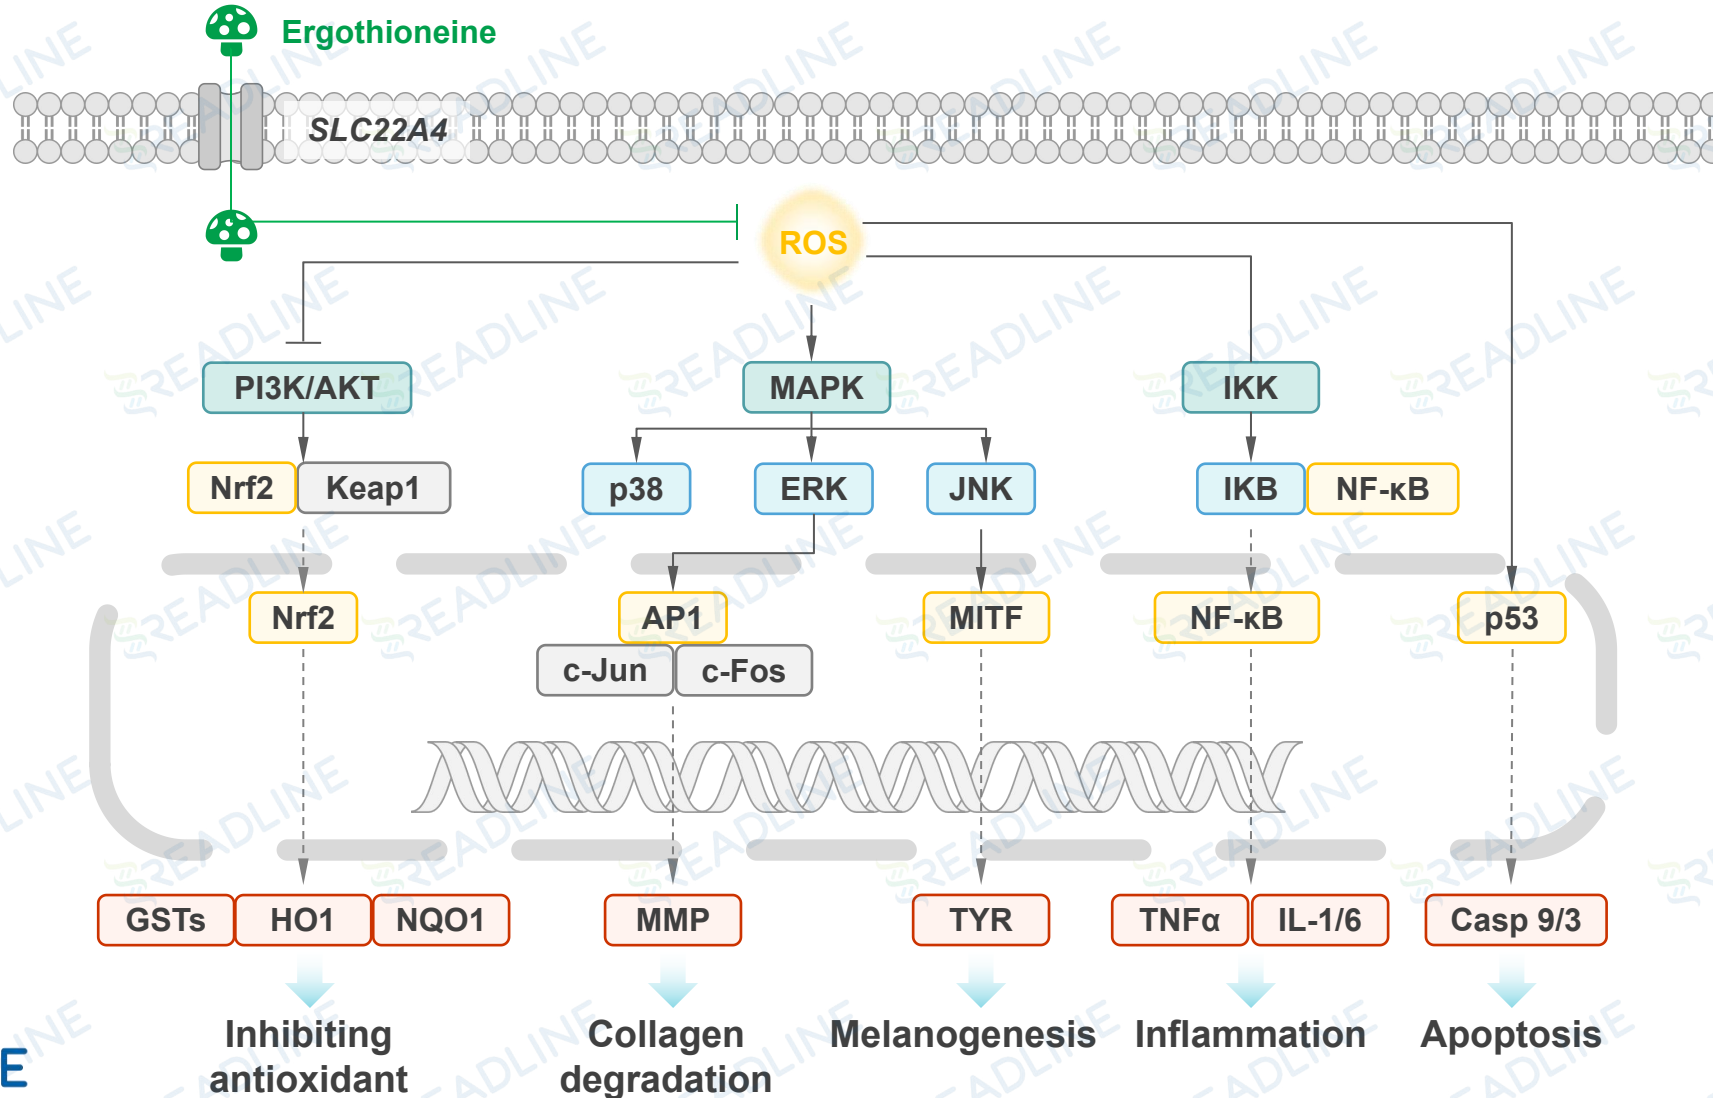 Ergothioneine
SLC22A4
ROS
PI3K/AKT
MAPK
IKK
Nrf2
Keap1
p38
ERK
JNK
IKB
NF-κB
Nrf2
AP1
MITF
NF-κB
p53
c-Jun
c-Fos
GSTs
HO1
NQO1
MMP
TYR
TNFα
IL-1/6
Casp 9/3
Inhibiting
antioxidant
Collagen
degradation
Melanogenesis
Inflammation
Apoptosis
E
READLINE